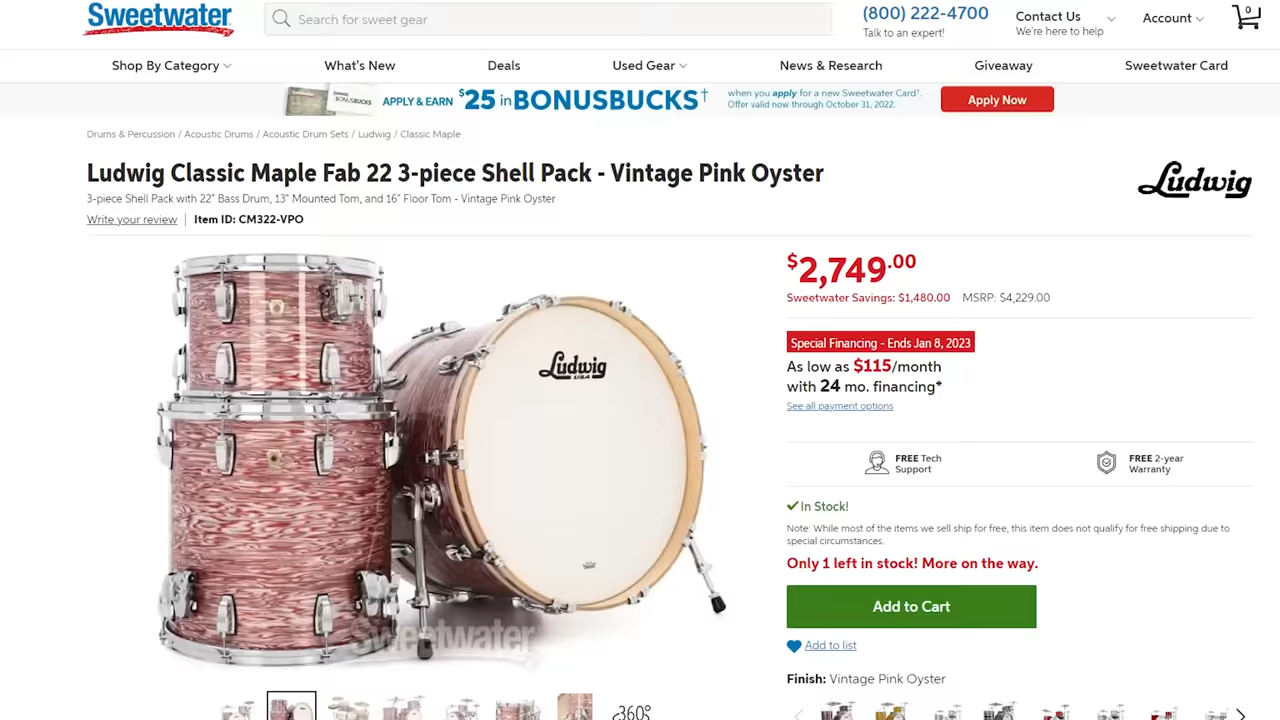 Sweetwater
Search for sweet gear
(800) 222-4700
Talk to an expert!
Contact Us
We're here to help
Account
0
Shop By Category
What's New
Deals
Used Gear
News & Research
Giveaway
Sweetwater Card
BONUSBUCKS
APPLY & EARN $25 in BONUSBUCKS†
when you apply for a new Sweetwater Card†.
Offer valid now through October 31, 2022.
Apply Now
Drums & Percussion / Acoustic Drums / Acoustic Drum Sets / Ludwig / Classic Maple
Ludwig Classic Maple Fab 22 3-piece Shell Pack - Vintage Pink Oyster
3-piece Shell Pack with 22" Bass Drum, 13" Mounted Tom, and 16" Floor Tom - Vintage Pink Oyster
Write your review | Item ID: CM322-VPO
Ludwig
Ludwig
USA
Sweetwater
$2,749.00
Sweetwater Savings: $1,480.00 MSRP: $4,229.00
Special Financing - Ends Jan 8, 2023
As low as $115/month
with 24 mo. financing*
See all payment options
FREE Tech
Support
FREE 2-year
Warranty
In Stock!
Note: While most of the items we sell ship for free, this item does not qualify for free shipping due to
special circumstances.
Only 1 left in stock! More on the way.
Add to Cart
Add to list
Finish: Vintage Pink Oyster
360°